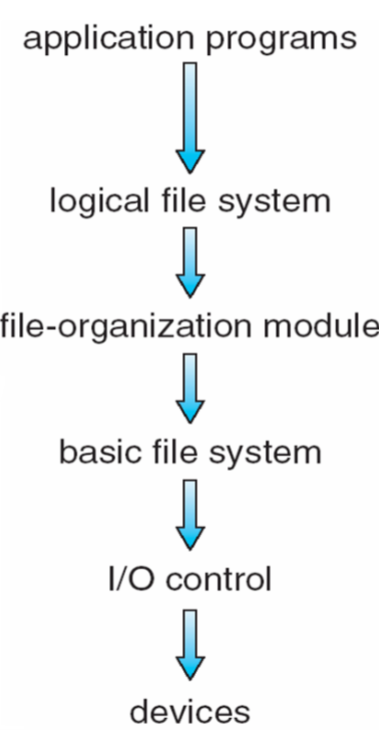 application programs
logical file system
file-organization module
basic file system
I/O control
devices